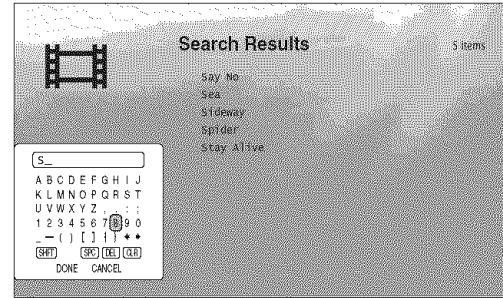 Search Results
5 items
Say No
Sea
Sideway
Spider
Stay Alive
S_
A B C D E F G H I J
K L M N O P Q R S T
U V W X Y Z , . : ;
1 2 3 4 5 6 7 8 9 0
_ — ( ) [ ] { }
SHIFT SPC DEL CLR
DONE CANCEL